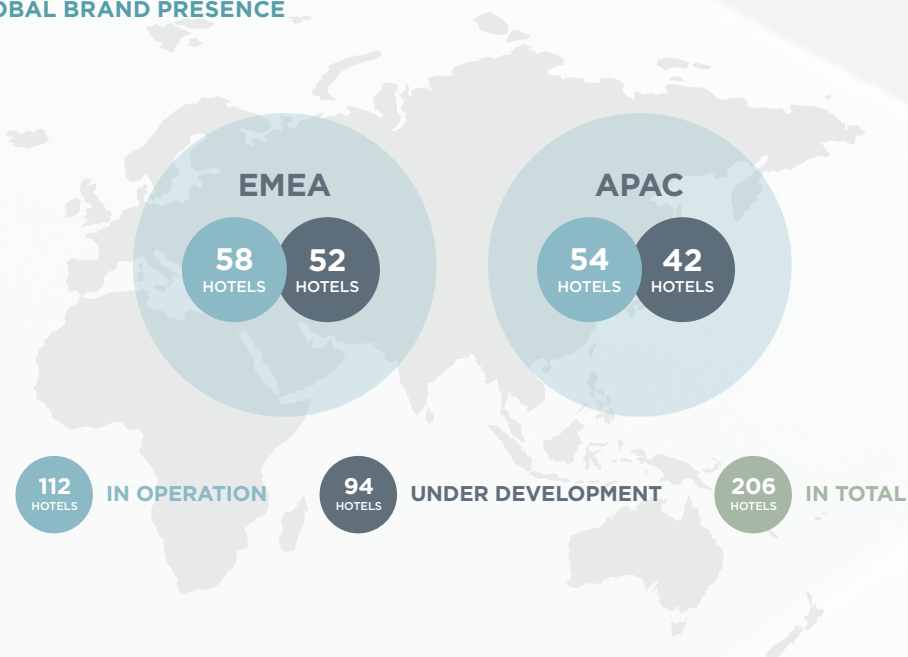 OBAL BRAND PRESENCE
EMEA
58
HOTELS
52
HOTELS
APAC
54
HOTELS
42
HOTELS
112
HOTELS
IN OPERATION
94
HOTELS
UNDER DEVELOPMENT
206
HOTELS
IN TOTAL